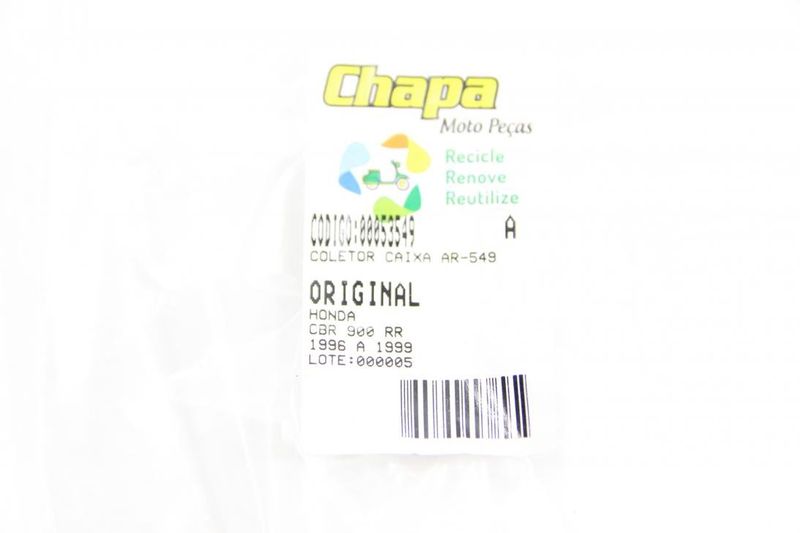 Chapa
Moto Peças
Recicle
Renove
Reutilize
CODIGO:00053549 A
COLETOR CAIXA AR-549
ORIGINAL
HONDA
CBR 900 RR
1996 A 1999
LOTE:000005